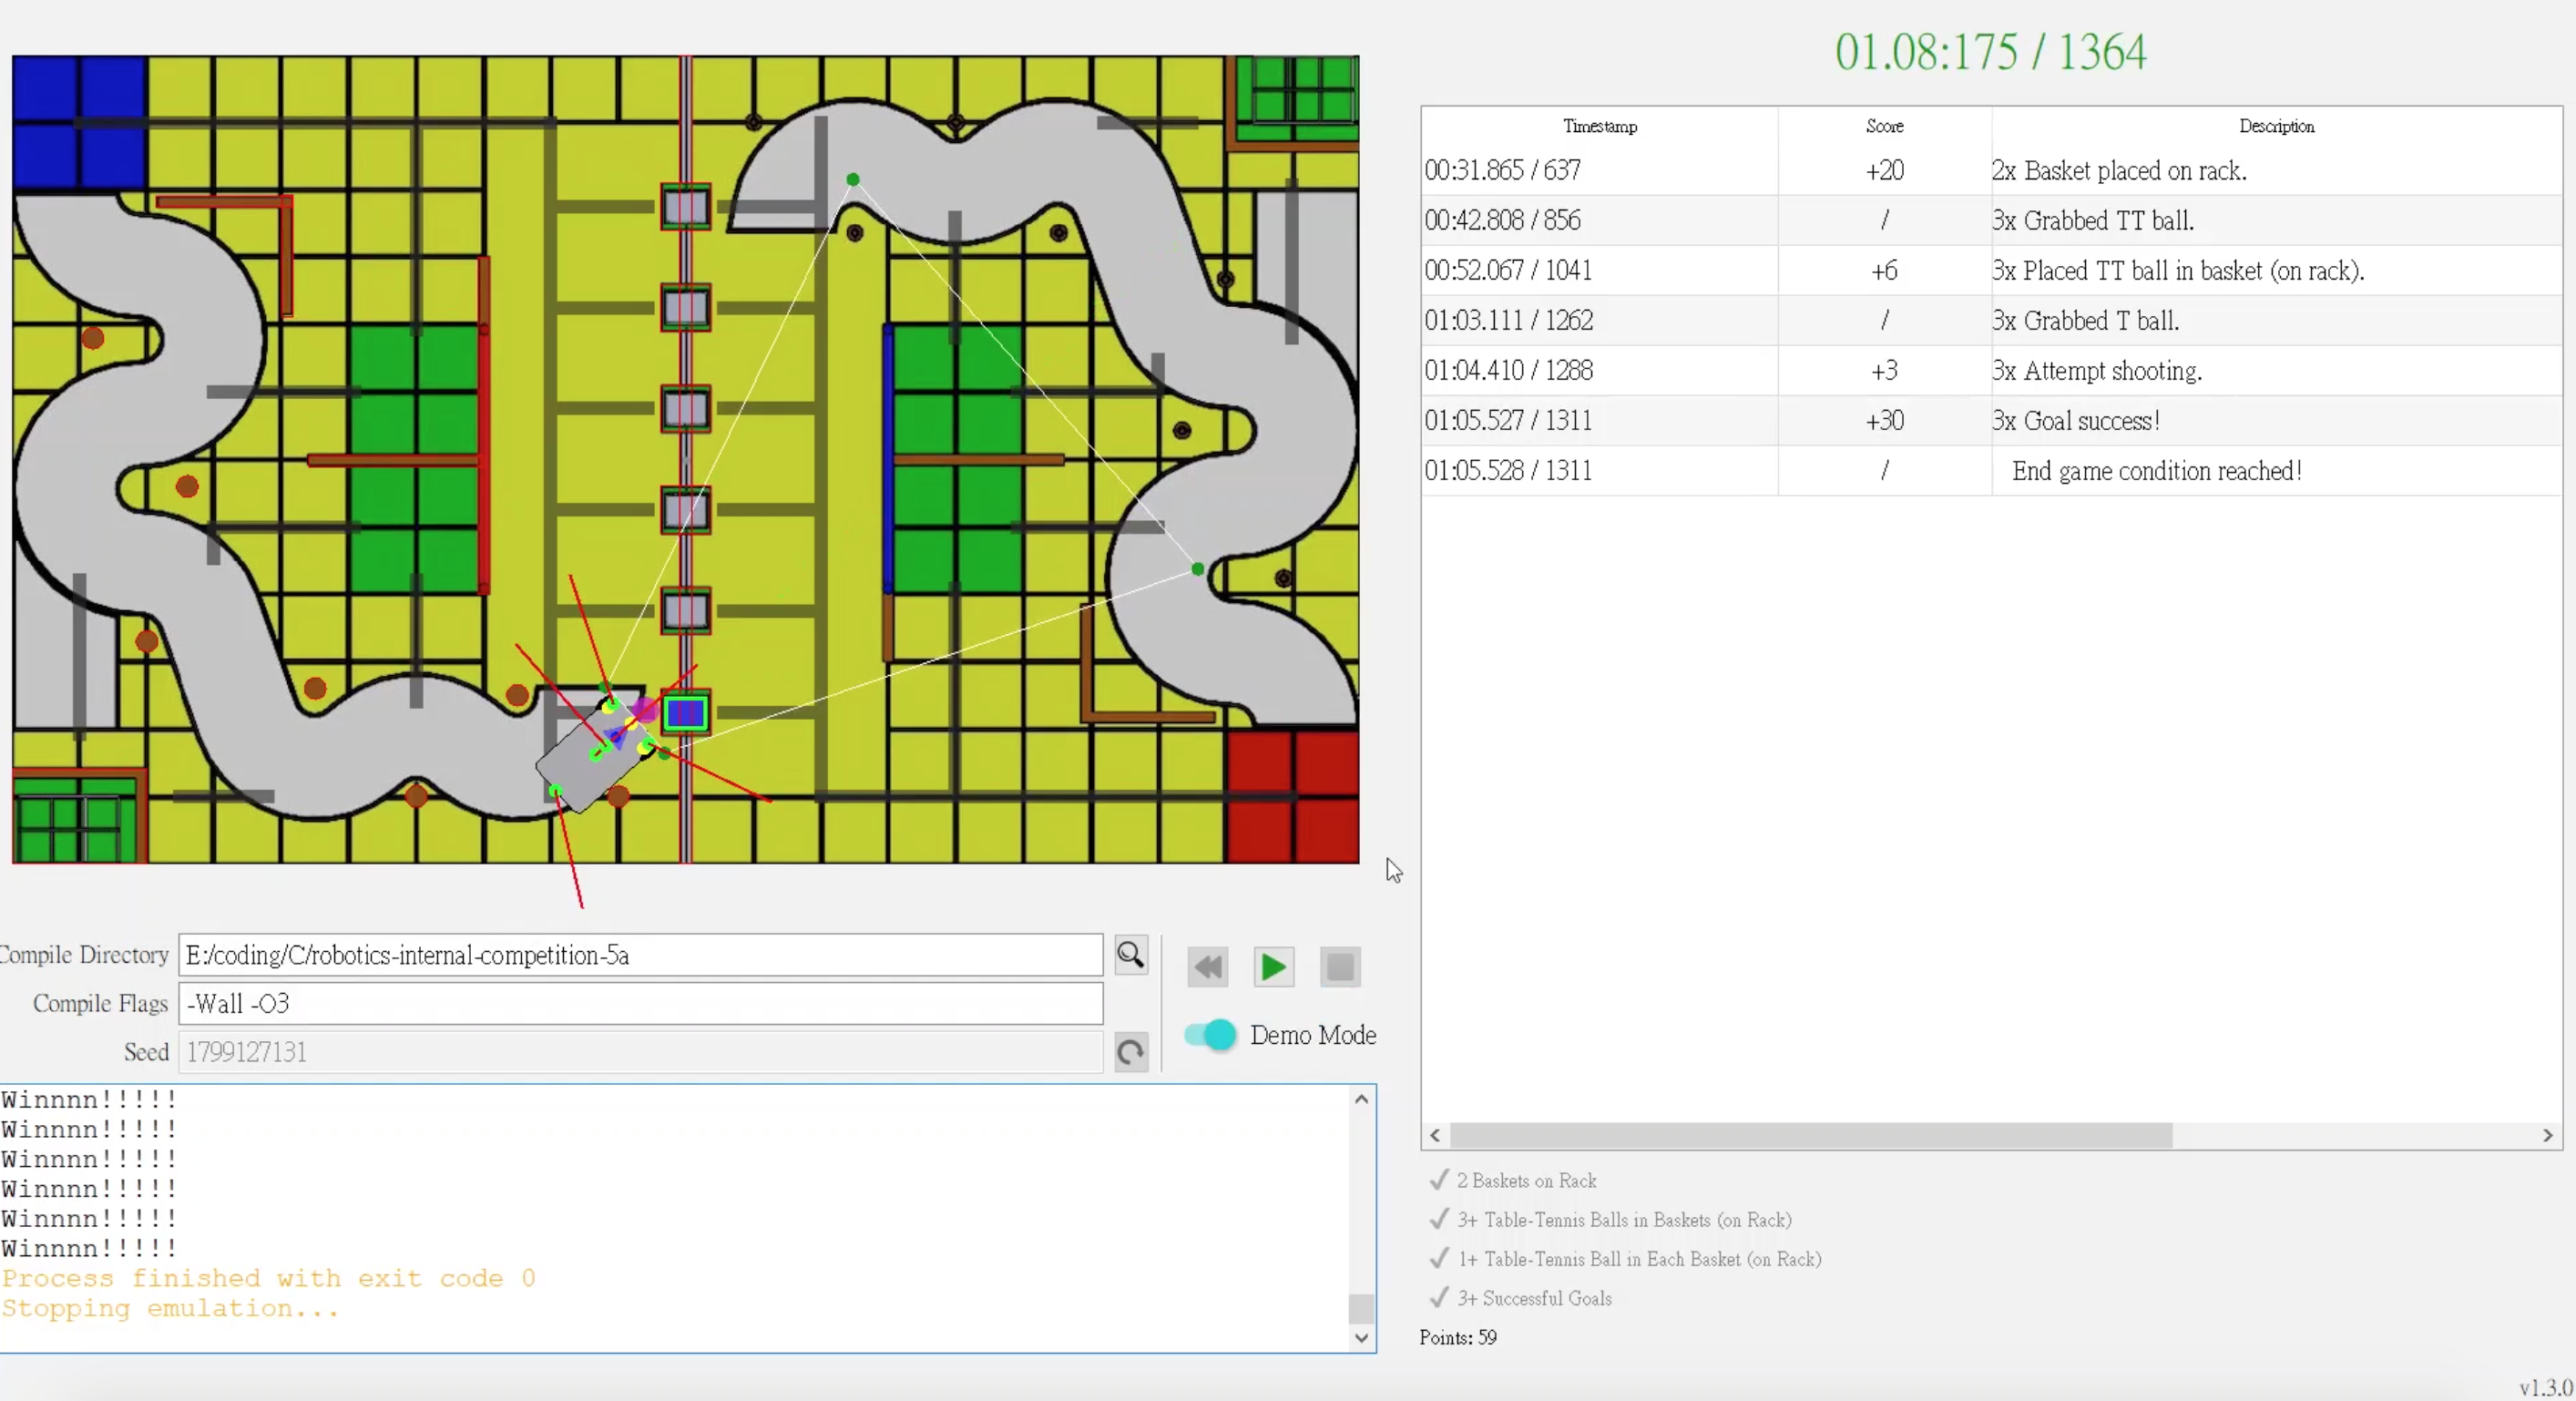 01.08:175 / 1364
Timestamp Score Description
00:31.865 / 637 +20 2x Basket placed on rack.
00:42.808 / 856 / 3x Grabbed TT ball.
00:52.067 / 1041 +6 3x Placed TT ball in basket (on rack).
01:03.111 / 1262 / 3x Grabbed T ball.
01:04.410 / 1288 +3 3x Attempt shooting.
01:05.527 / 1311 +30 3x Goal success!
01:05.528 / 1311 / End game condition reached!
Compile Directory E:/coding/C/robotics-internal-competition-5a
Compile Flags -Wall -O3
Seed 1799127131
Demo Mode
Winnnn!!!!!
Winnnn!!!!!
Winnnn!!!!!
Winnnn!!!!!
Winnnn!!!!!
Winnnn!!!!!
Process finished with exit code 0
Stopping emulation...
2 Baskets on Rack
3+ Table-Tennis Balls in Baskets (on Rack)
1+ Table-Tennis Ball in Each Basket (on Rack)
3+ Successful Goals
Points: 59
v1.3.0